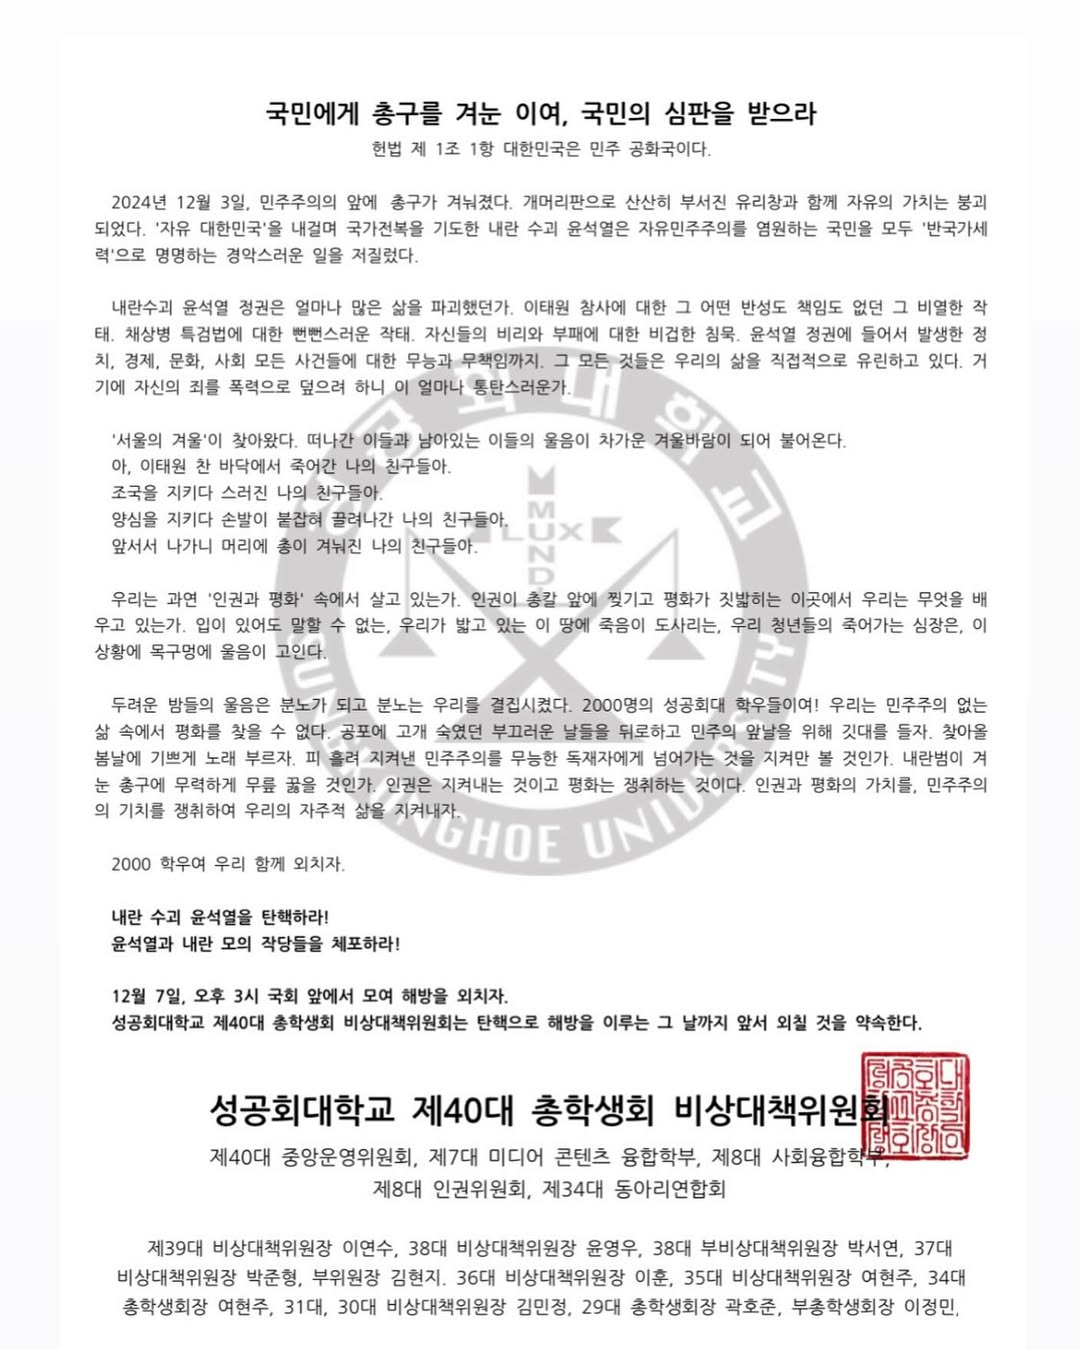 국민에게 총구를 겨눈 이여, 국민의 심판을 받으라
헌법 제 1조 1항 대한민국은 민주 공화국이다.
2024년 12월 3일, 민주주의의 앞에 총구가 겨눠졌다. 개머리판으로 산산히 부서진 유리창과 함께 자유의 가치는 붕괴
되었다. '자유 대한민국'을 내걸며 국가전복을 기도한 내란 수괴 윤석열은 자유민주주의를 염원하는 국민을 모두 '반국가세
력'으로 명명하는 경악스러운 일을 저질렀다.
내란수괴 윤석열 정권은 얼마나 많은 삶을 파괴했던가. 이태원 참사에 대한 그 어떤 반성도 책임도 없던 그 비열한 작
태. 채상병 특검법에 대한 뻔뻔스러운 작태. 자신들의 비리와 부패에 대한 비겁한 침묵. 윤석열 정권에 들어서 발생한 정
치, 경제, 문화, 사회 모든 사건들에 대한 무능과 무책임까지. 그 모든 것들은 우리의 삶을 직접적으로 유린하고 있다. 거
기에 자신의 죄를 폭력으로 덮으려 하니 이 얼마나 통탄스러운가.
'서울의 겨울'이 찾아왔다. 떠나간 이들과 남아있는 이들의 울음이 차가운 겨울바람이 되어 불어온다.
아, 이태원 찬 바닥에서 죽어간 나의 친구들아.
조국을 지키다 스러진 나의 친구들아.
양심을 지키다 손발이 붙잡혀 끌려나간 나의 친구들아.
앞서서 나가니 머리에 총이 겨눠진 나의 친구들아.
우리는 과연 '인권과 평화' 속에서 살고 있는가. 인권이 총칼 앞에 찢기고 평화가 짓밟히는 이곳에서 우리는 무엇을 배
우고 있는가. 입이 있어도 말할 수 없는, 우리가 밟고 있는 이 땅에 죽음이 도사리는, 우리 청년들의 죽어가는 심장은, 이
상황에 목구멍에 울음이 고인다.
두려운 밤들의 울음은 분노가 되고 분노는 우리를 결집시켰다. 2000명의 성공회대 학우들이여! 우리는 민주주의 없는
삶 속에서 평화를 찾을 수 없다. 공포에 고개 숙였던 부끄러운 날들을 뒤로하고 민주의 앞날을 위해 깃대를 들자. 찾아올
봄날에 기쁘게 노래 부르자. 피 흘려 지켜낸 민주주의를 무능한 독재자에게 넘어가는 것을 지켜만 볼 것인가. 내란범이 겨
눈 총구에 무력하게 무릎 꿇을 것인가. 인권은 지켜내는 것이고 평화는 쟁취하는 것이다. 인권과 평화의 가치를, 민주주의
의 기치를 쟁취하여 우리의 자주적 삶을 지켜내자.
2000 학우여 우리 함께 외치자.
내란 수괴 윤석열을 탄핵하라!
윤석열과 내란 모의 작당들을 체포하라!
12월 7일, 오후 3시 국회 앞에서 모여 해방을 외치자.
성공회대학교 제40대 총학생회 비상대책위원회는 탄핵으로 해방을 이루는 그 날까지 앞서 외칠 것을 약속한다.
성공회대학교 제40대 총학생회 비상대책위원회
제40대 중앙운영위원회, 제7대 미디어 콘텐츠 융합학부, 제8대 사회융합학부,
제8대 인권위원회, 제34대 동아리연합회
제39대 비상대책위원장 이연수, 38대 비상대책위원장 윤영우, 38대 부비상대책위원장 박서연, 37대
비상대책위원장 박준형, 부위원장 김현지. 36대 비상대책위원장 이훈, 35대 비상대책위원장 여현주, 34대
총학생회장 여현주, 31대, 30대 비상대책위원장 김민정, 29대 총학생회장 곽호준, 부총학생회장 이정민,
성공회대학교
LUX MUNDI
SUNGKONGHOE UNIVERSITY